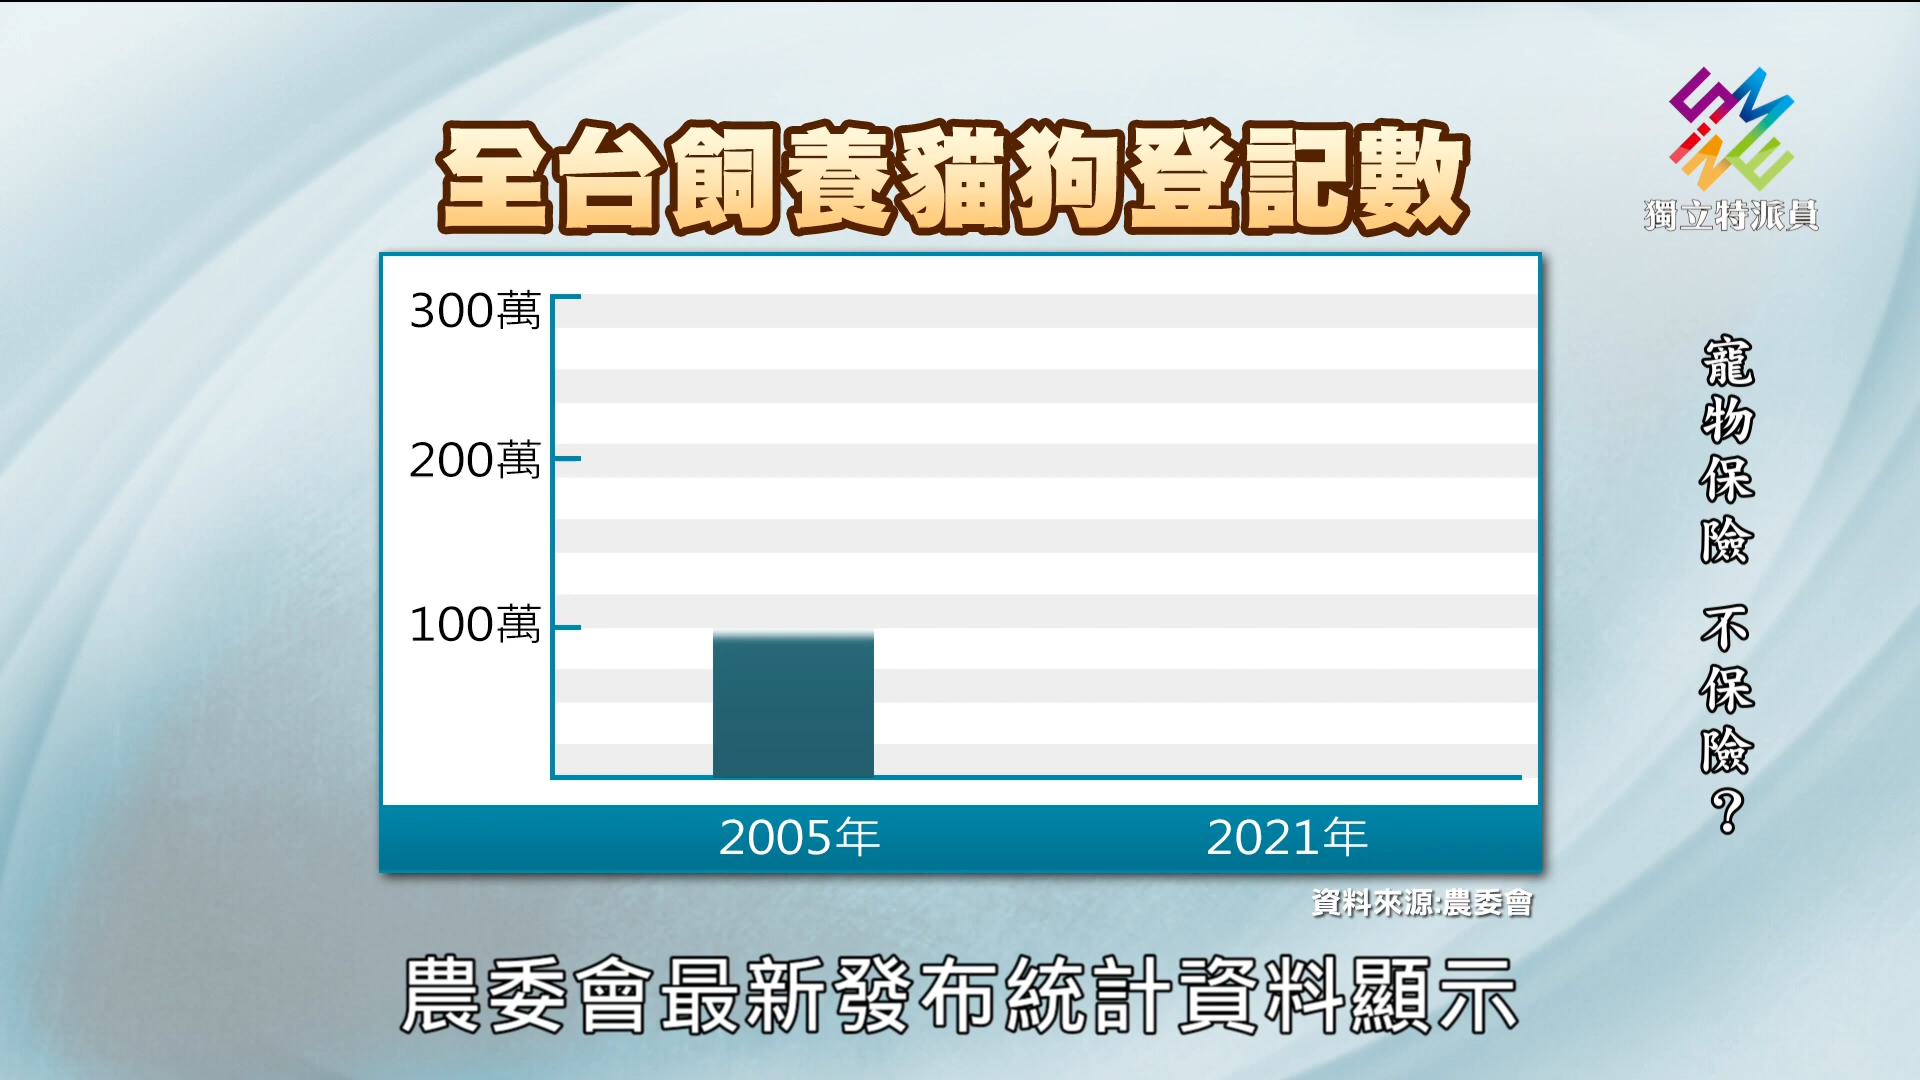 全台飼養貓狗登記數
SiNME
獨立特派員
300萬
200萬
100萬
2005年
2021年
資料來源:農委會
寵物保險 不保險?
農委會最新發布統計資料顯示